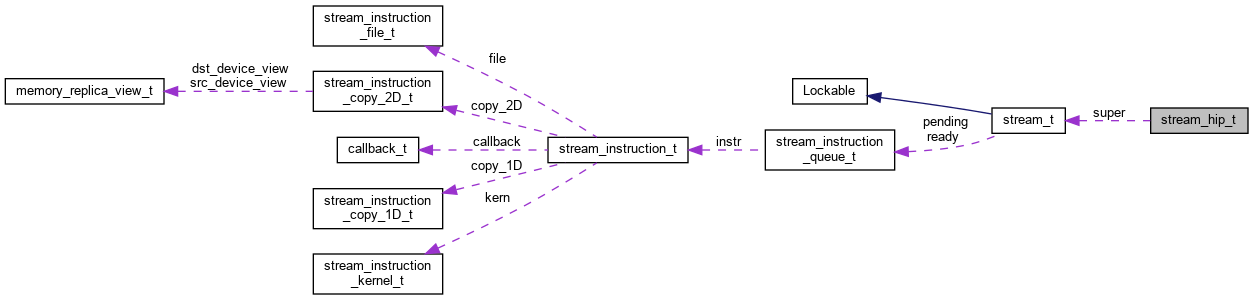 stream_instruction
_file_t
file
dst_device_view
src_device_view
memory_replica_view_t
stream_instruction
_copy_2D_t
copy_2D
Lockable
callback_t
callback
stream_instruction_t
instr
stream_instruction
_queue_t
pending
ready
stream_t
super
stream_hip_t
copy_1D
stream_instruction
_copy_1D_t
kern
stream_instruction
_kernel_t